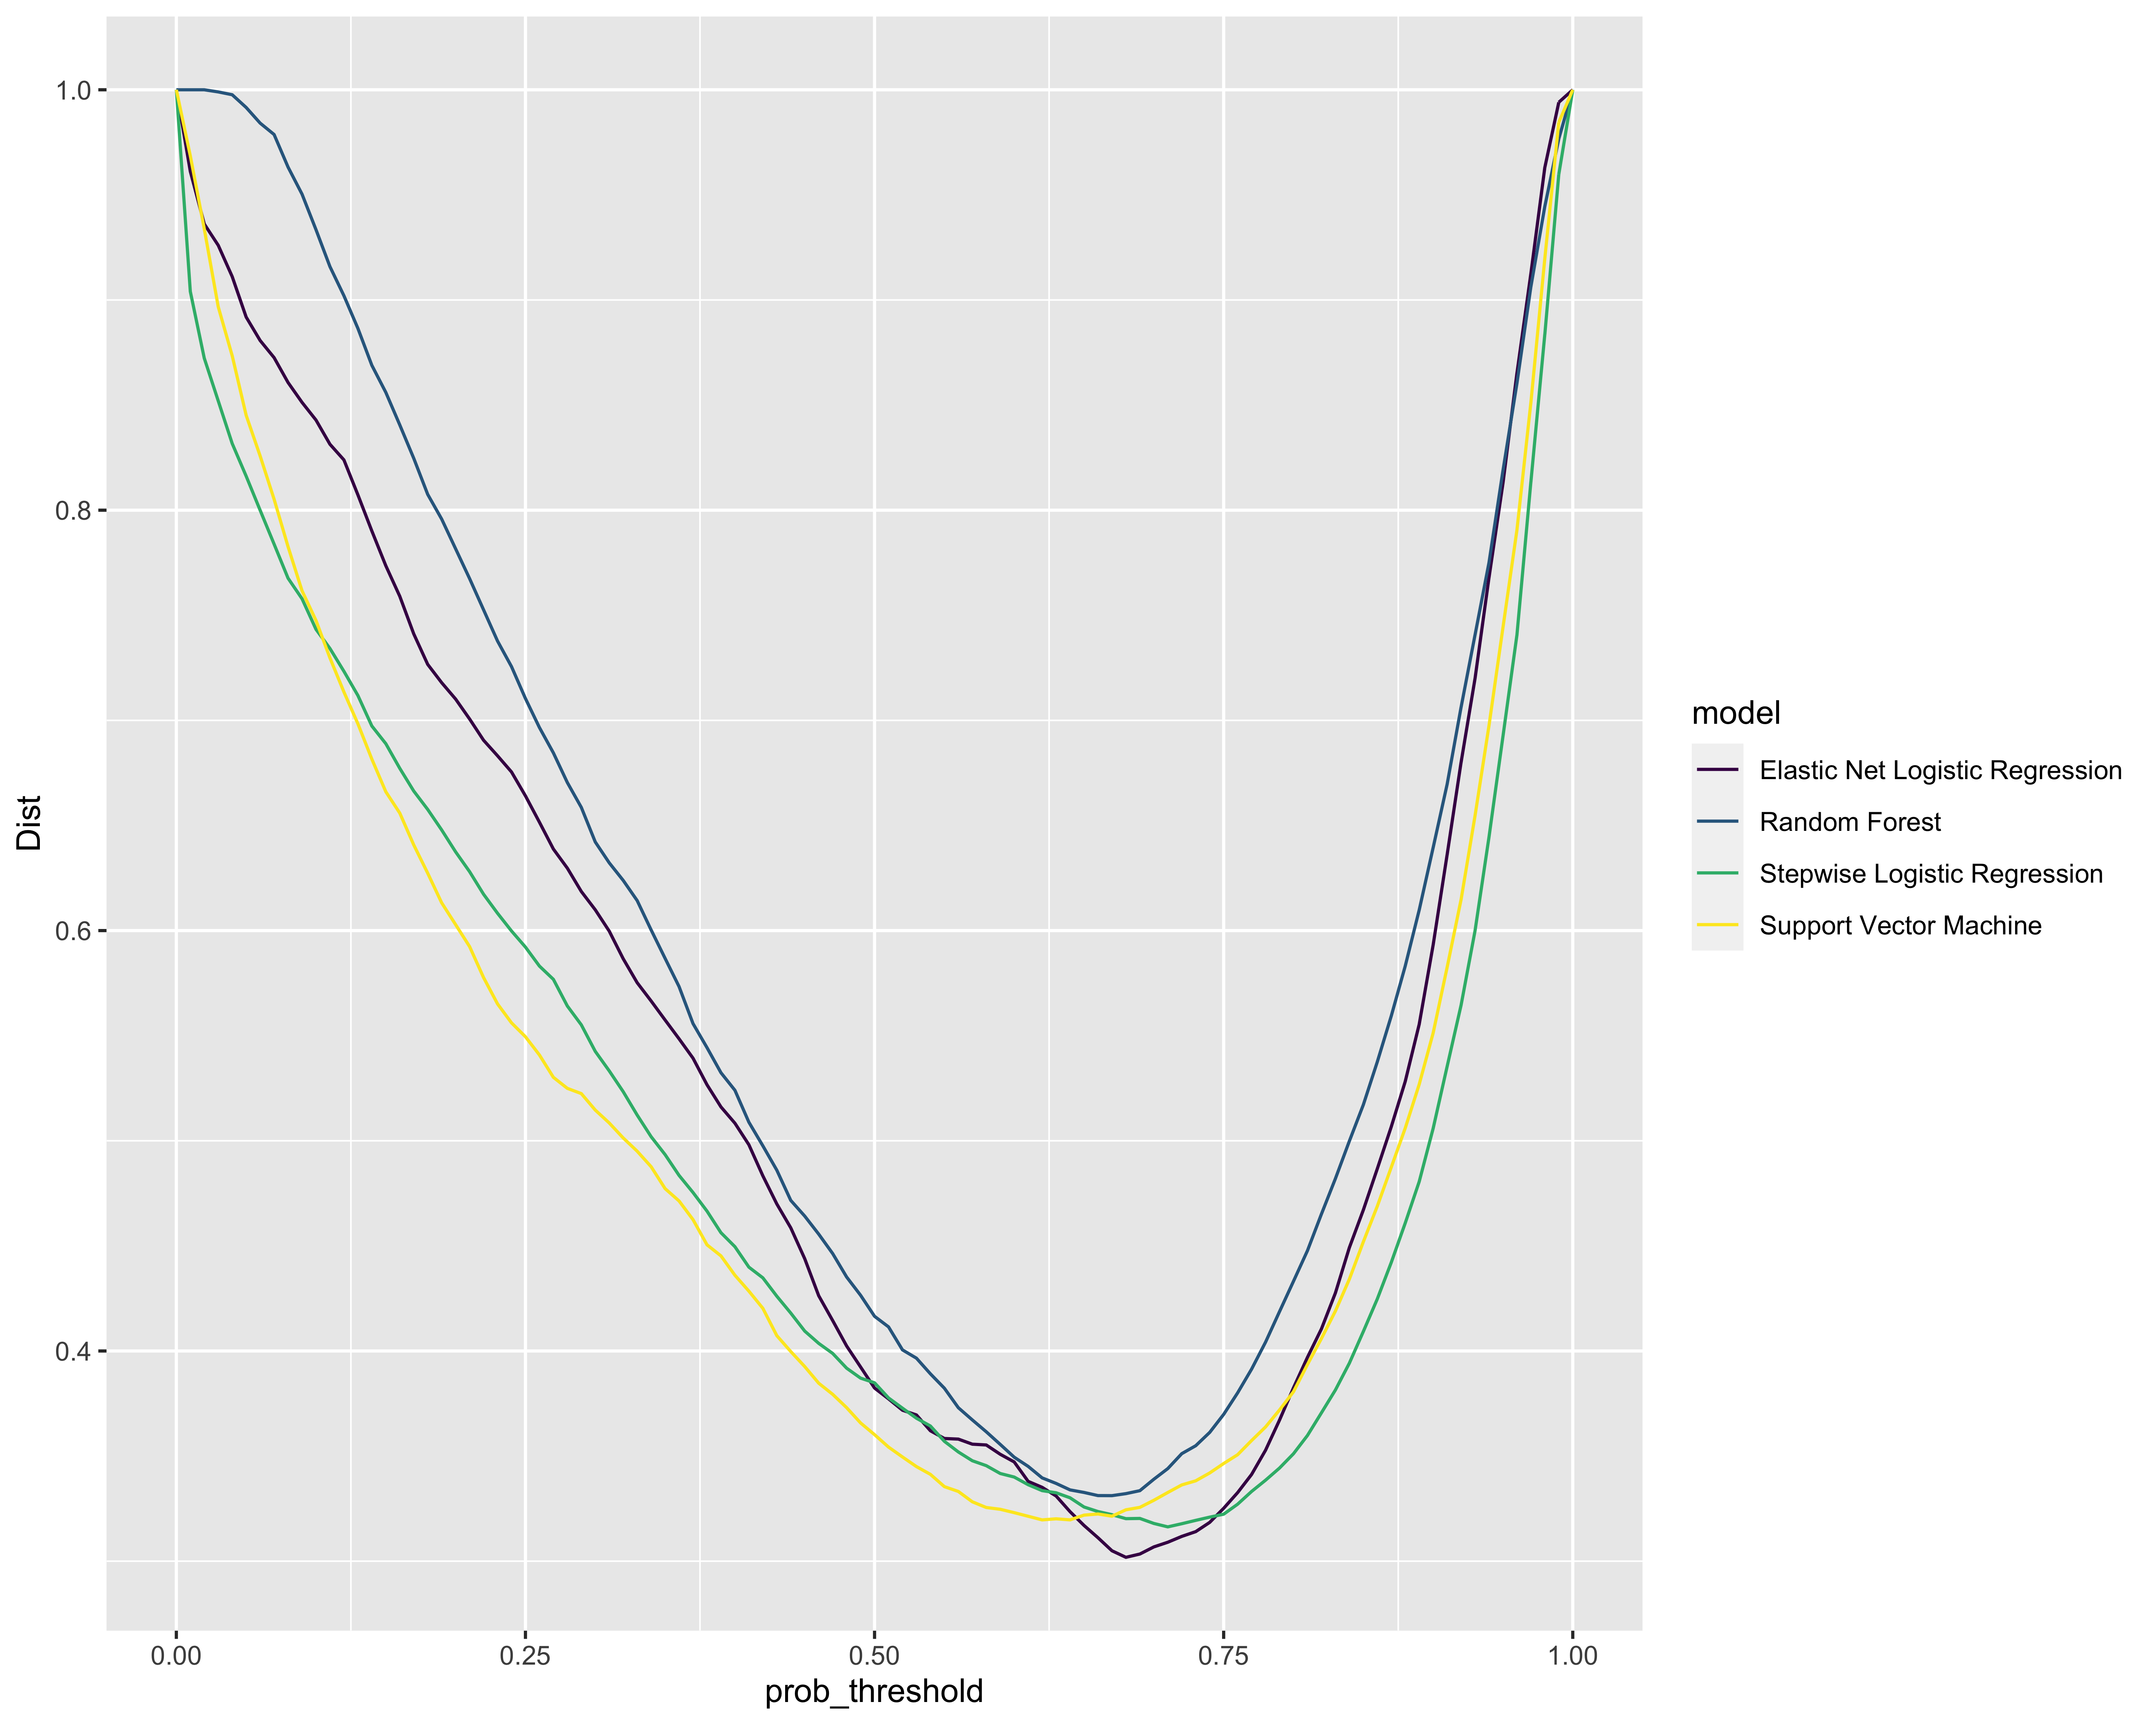 1.0
0.8
0.6
0.4
Dist
0.00 0.25 0.50 0.75 1.00
prob_threshold
model
Elastic Net Logistic Regression
Random Forest
Stepwise Logistic Regression
Support Vector Machine